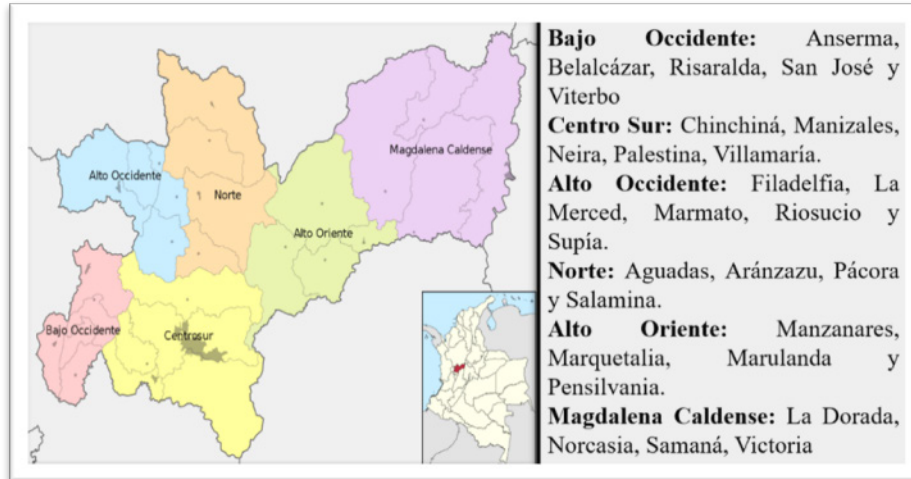 Magdalena Caldense
Alto Occidente
Norte
Alto Oriente
Bajo Occidente
Centrosur
Bajo Occidente: Anserma,
Belalcázar, Risaralda, San José y
Viterbo
Centro Sur: Chinchiná, Manizales,
Neira, Palestina, Villamaría.
Alto Occidente: Filadelfia, La
Merced, Marmato, Riosucio y
Supía.
Norte: Aguadas, Aránzazu, Pácora
y Salamina.
Alto Oriente: Manzanares,
Marquetalia, Marulanda y
Pensilvania.
Magdalena Caldense: La Dorada,
Norcasia, Samaná, Victoria